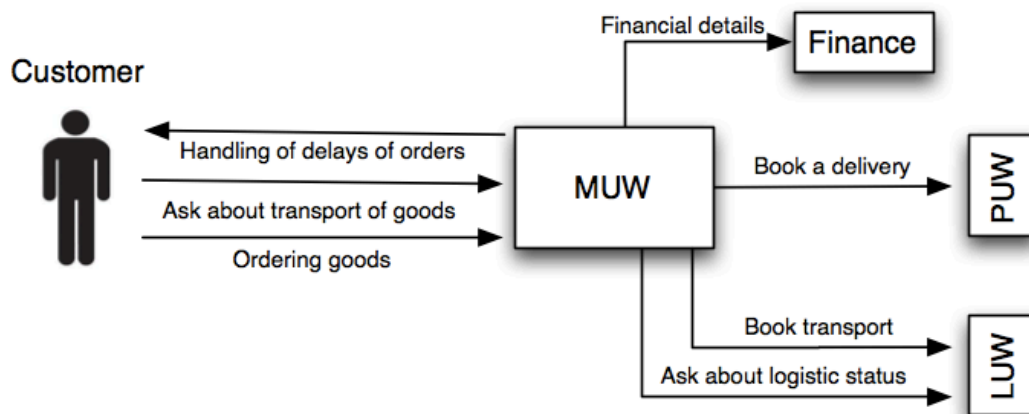 Financial details
Finance
Customer
Handling of delays of orders
MUW
Book a delivery
PUW
Ask about transport of goods
Ordering goods
Book transport
LUW
Ask about logistic status